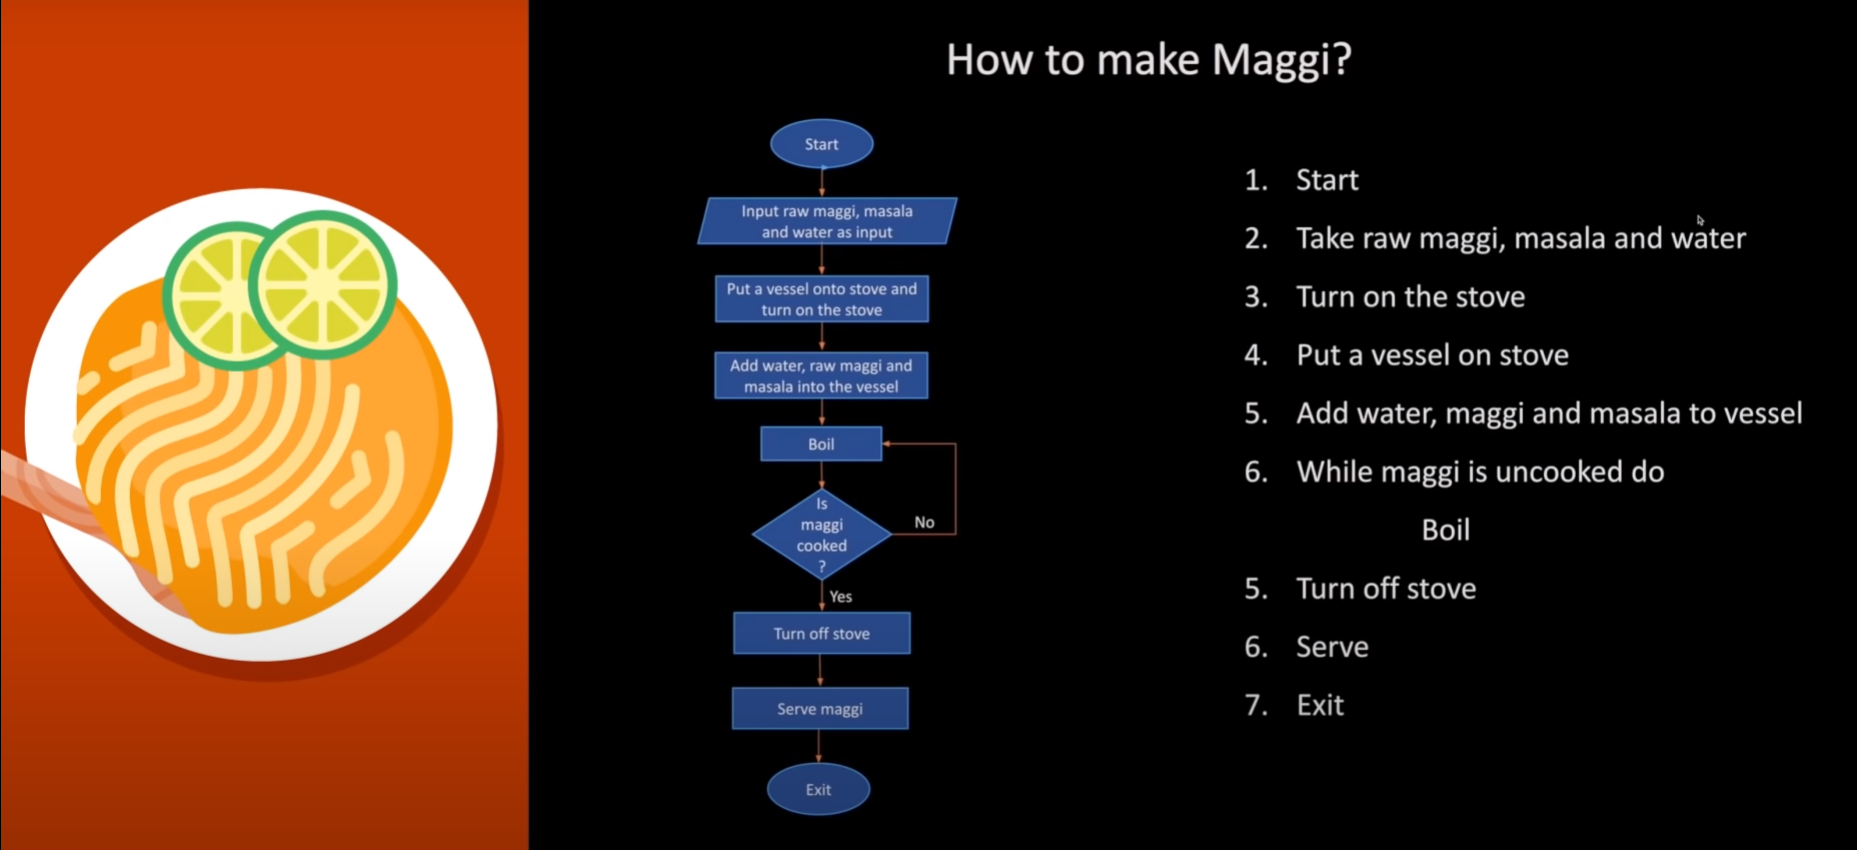 How to make Maggi?
Start
Input raw maggi, masala
and water as input
Put a vessel onto stove and
turn on the stove
Add water, raw maggi and
masala into the vessel
Boil
Is
maggi
cooked
?
No
Yes
Turn off stove
Serve maggi
Exit
1. Start
2. Take raw maggi, masala and water
3. Turn on the stove
4. Put a vessel on stove
5. Add water, maggi and masala to vessel
6. While maggi is uncooked do
Boil
5. Turn off stove
6. Serve
7. Exit